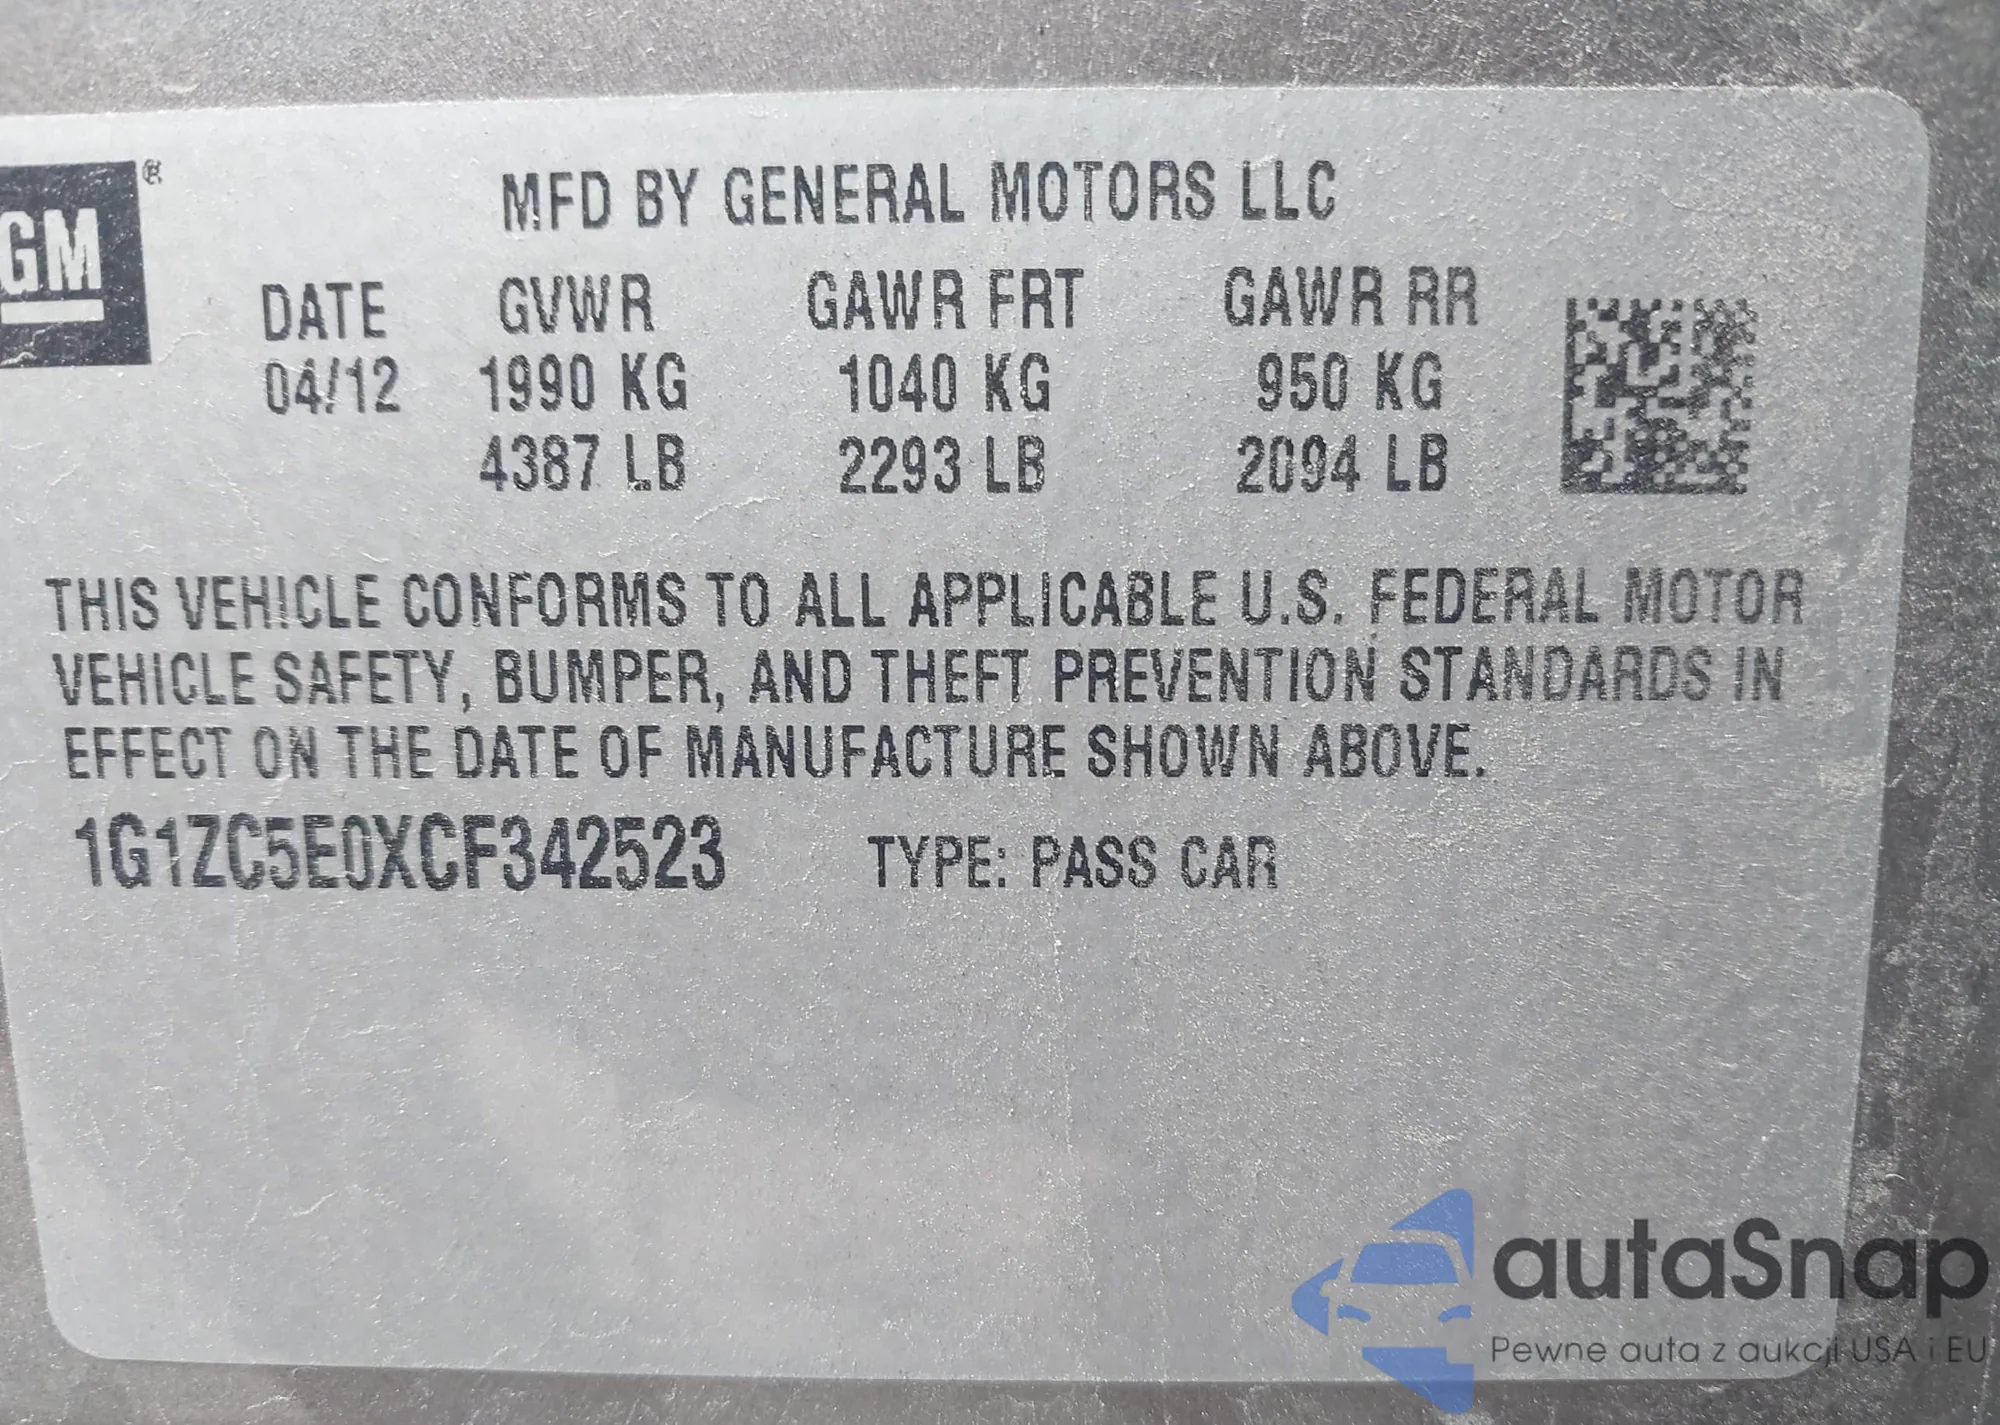 GM®
MFD BY GENERAL MOTORS LLC
DATE GVWR GAWR FRT GAWR RR
04/12 1990 KG 1040 KG 950 KG
4387 LB 2293 LB 2094 LB
THIS VEHICLE CONFORMS TO ALL APPLICABLE U.S. FEDERAL MOTOR
VEHICLE SAFETY, BUMPER, AND THEFT PREVENTION STANDARDS IN
EFFECT ON THE DATE OF MANUFACTURE SHOWN ABOVE.
1G1ZC5E0XCF342523 TYPE: PASS CAR
autaSnap
Pewne auta z aukcji USA i EU